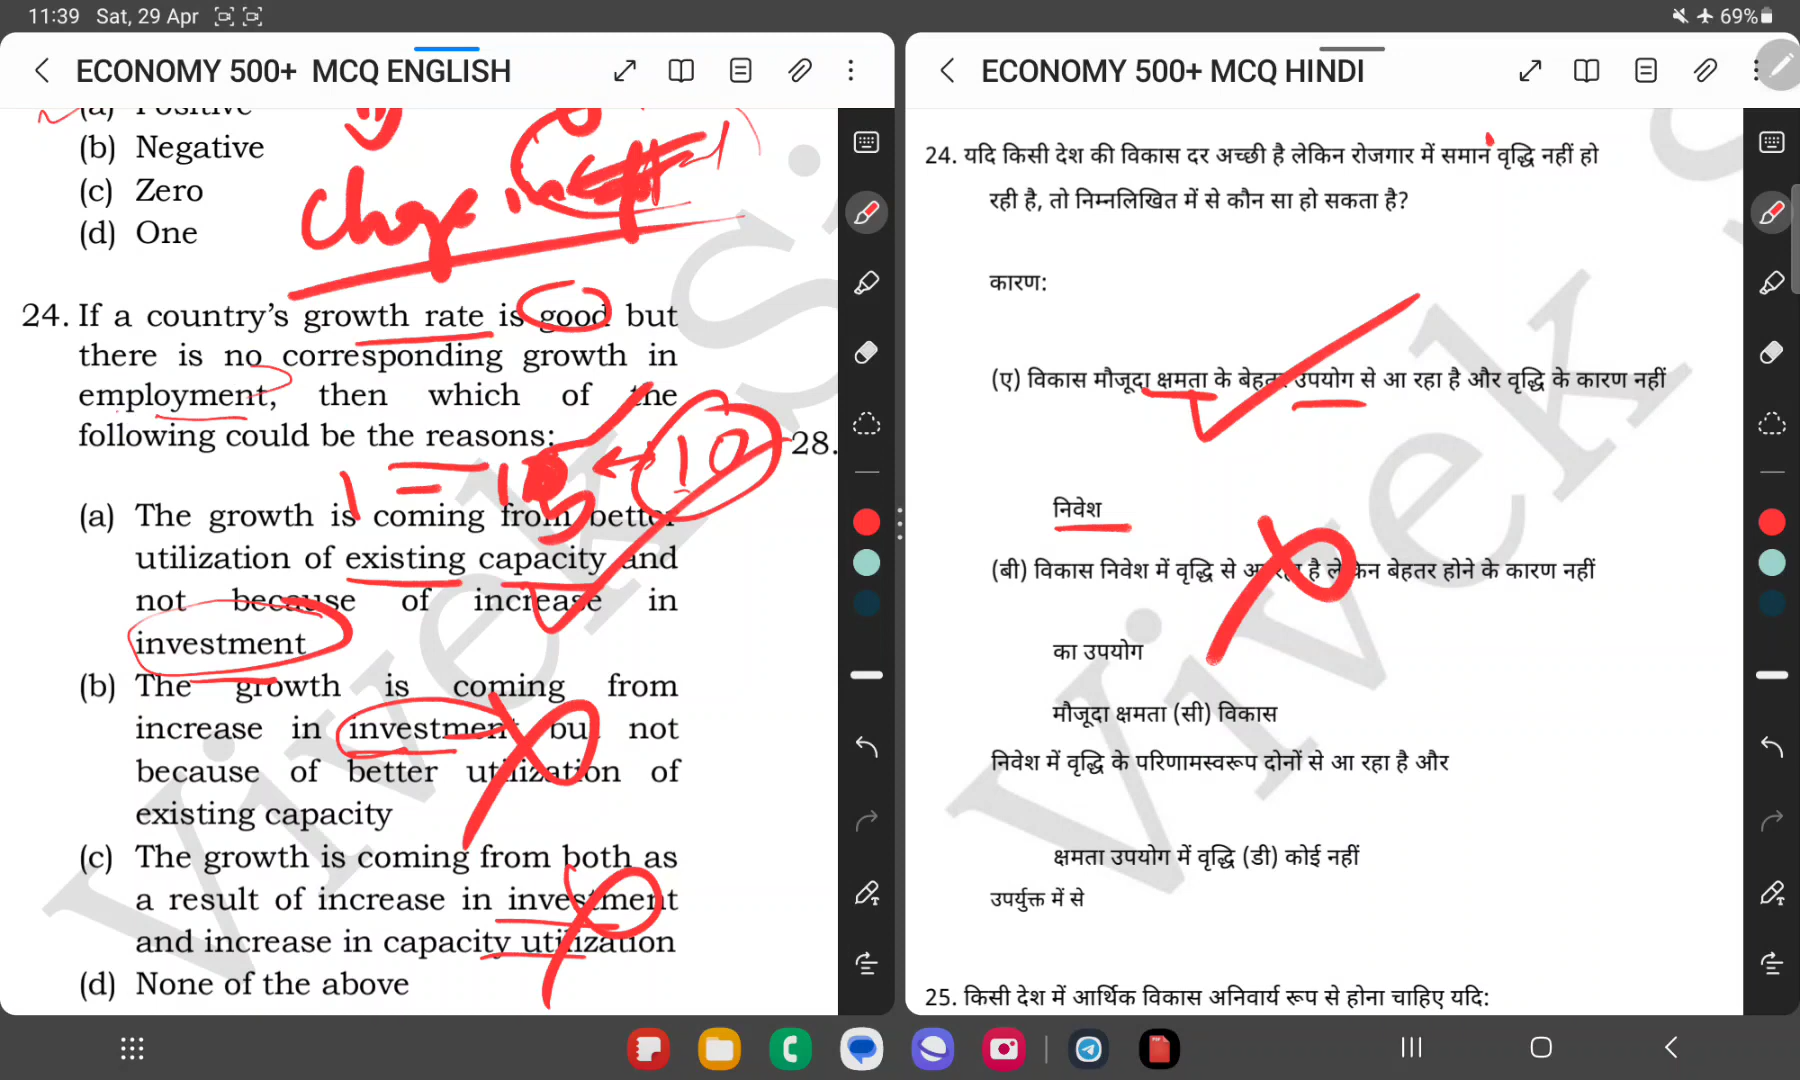 11:39 Sat, 29 Apr
69%
ECONOMY 500+ MCQ ENGLISH
(a) Positive
(b) Negative
(c) Zero
(d) One
24. If a country's growth rate is good but
there is no corresponding growth in
employment, then which of the
following could be the reasons:
28.
10
(a) The growth is coming from better
utilization of existing capacity and
not because of increase in
investment
(b) The growth is coming from
increase in investment but not
because of better utilization of
existing capacity
(c) The growth is coming from both as
a result of increase in investment
and increase in capacity utilization
(d) None of the above
Vivek S
ECONOMY 500+ MCQ HINDI
24. यदि किसी देश की विकास दर अच्छी है लेकिन रोजगार में समान वृद्धि नहीं हो
रही है, तो निम्नलिखित में से कौन सा हो सकता है?
कारण:
(ए) विकास मौजूदा क्षमता के बेहतर उपयोग से आ रहा है और वृद्धि के कारण नहीं
निवेश
(बी) विकास निवेश में वृद्धि से आ रहा है लेकिन बेहतर होने के कारण नहीं
का उपयोग
मौजूदा क्षमता (सी) विकास
निवेश में वृद्धि के परिणामस्वरूप दोनों से आ रहा है और
क्षमता उपयोग में वृद्धि (डी) कोई नहीं
उपर्युक्त में से
25. किसी देश में आर्थिक विकास अनिवार्य रूप से होना चाहिए यदि:
Vivek S